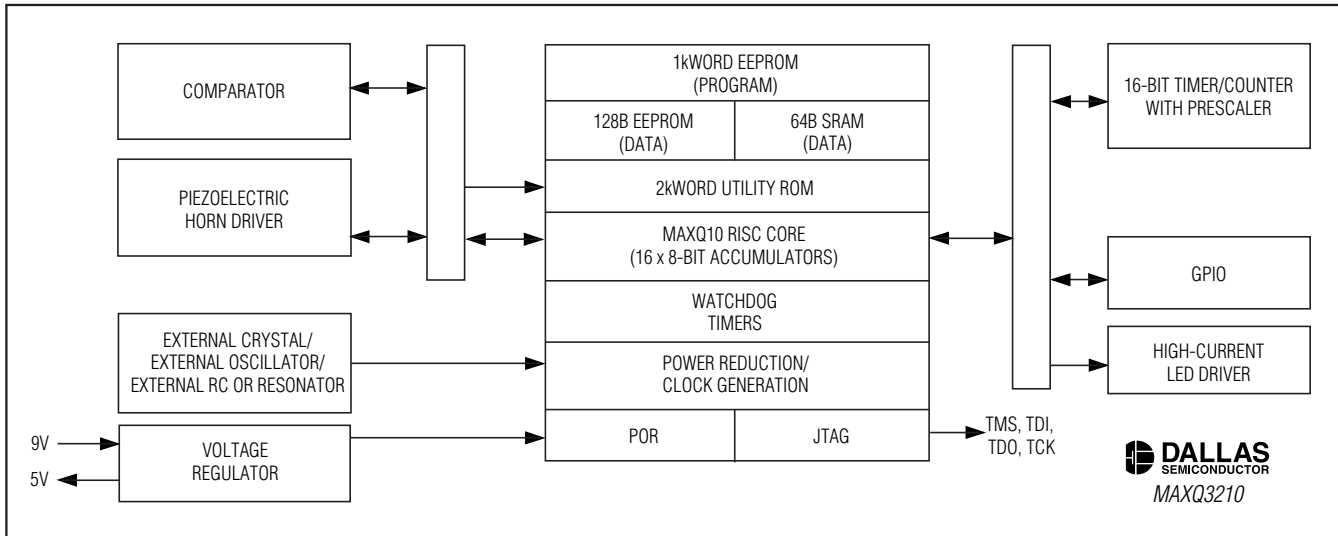 COMPARATOR
PIEZOELECTRIC
HORN DRIVER
EXTERNAL CRYSTAL/
EXTERNAL OSCILLATOR/
EXTERNAL RC OR RESONATOR
9V
5V
VOLTAGE
REGULATOR
1kWORD EEPROM
(PROGRAM)
128B EEPROM
(DATA)
64B SRAM
(DATA)
2kWORD UTILITY ROM
MAXQ10 RISC CORE
(16 x 8-BIT ACCUMULATORS)
WATCHDOG
TIMERS
POWER REDUCTION/
CLOCK GENERATION
POR
JTAG
TMS, TDI,
TDO, TCK
16-BIT TIMER/COUNTER
WITH PRESCALER
GPIO
HIGH-CURRENT
LED DRIVER
DALLAS
SEMICONDUCTOR
MAXQ3210